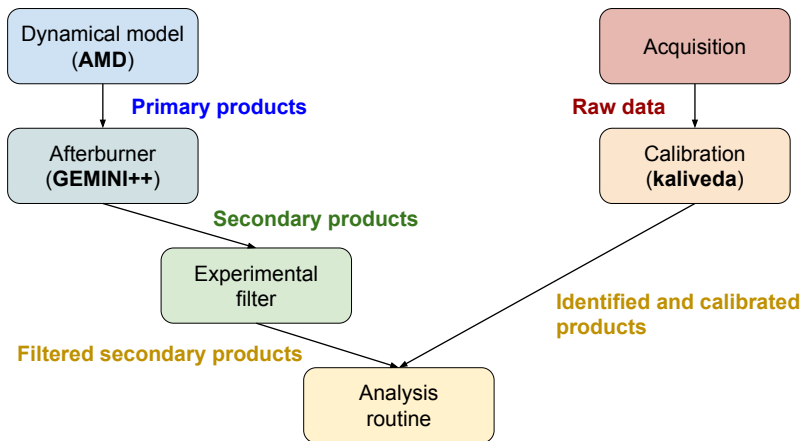 Dynamical model
(AMD)
Acquisition
Primary products
Raw data
Afterburner
(GEMINI++)
Calibration
(kaliveda)
Secondary products
Experimental
filter
Identified and calibrated
products
Filtered secondary products
Analysis
routine